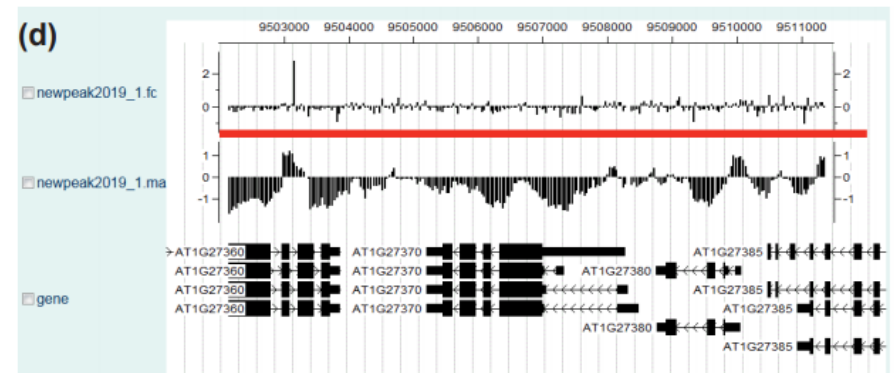 (d)
9503000 9504000 9505000 9506000 9507000 9508000 9509000 9510000 9511000
newpeak2019_1.fc
2 2
0 0
newpeak2019_1.ma
1 1
0 0
-1 -1
gene
AT1G27360 AT1G27370 AT1G27385
AT1G27360 AT1G27370 AT1G27380
AT1G27360 AT1G27370 AT1G27385
AT1G27360 AT1G27370 AT1G27385
AT1G27380
AT1G27385